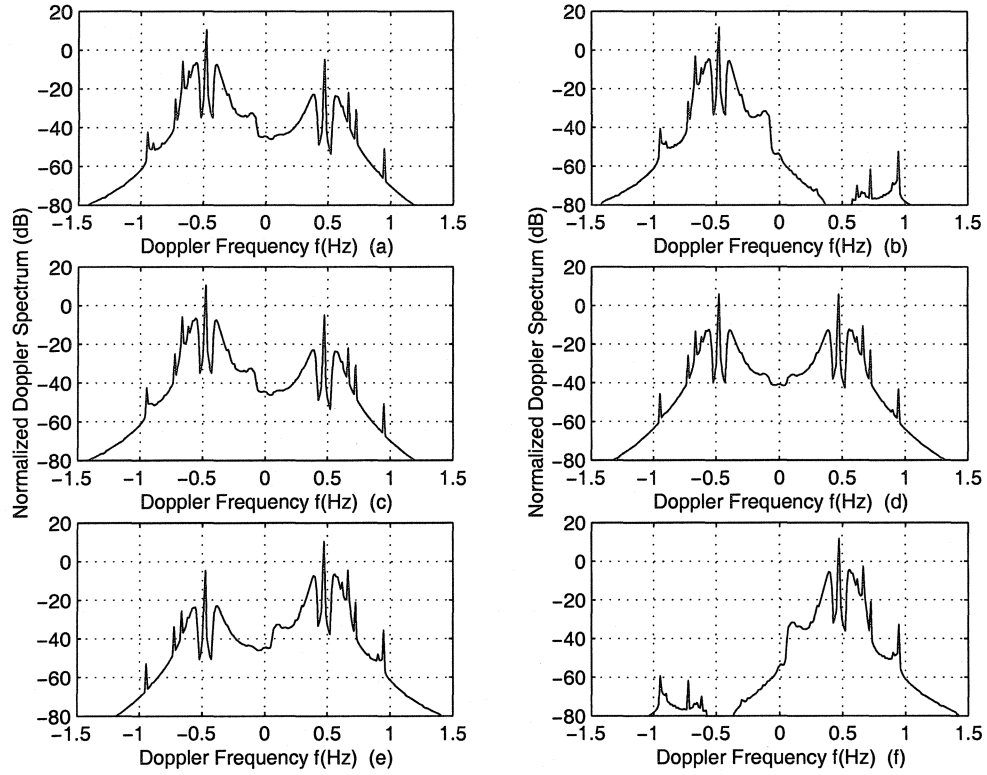 20
0
−20
−40
−60
−80
−1.5 −1 −0.5 0 0.5 1 1.5
Doppler Frequency f(Hz) (a)
20
0
−20
−40
−60
−80
−1.5 −1 −0.5 0 0.5 1 1.5
Doppler Frequency f(Hz) (b)
Normalized Doppler Spectrum (dB)
20
0
−20
−40
−60
−80
−1.5 −1 −0.5 0 0.5 1 1.5
Doppler Frequency f(Hz) (c)
Normalized Doppler Spectrum (dB)
20
0
−20
−40
−60
−80
−1.5 −1 −0.5 0 0.5 1 1.5
Doppler Frequency f(Hz) (d)
20
0
−20
−40
−60
−80
−1.5 −1 −0.5 0 0.5 1 1.5
Doppler Frequency f(Hz) (e)
20
0
−20
−40
−60
−80
−1.5 −1 −0.5 0 0.5 1 1.5
Doppler Frequency f(Hz) (f)